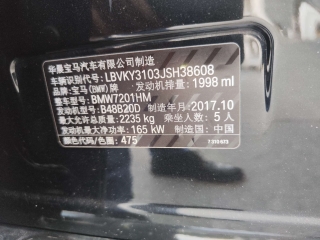 华晨宝马汽车有限公司制造
车辆识别代号: LBVKY3103JSH38608
品牌: 宝马(BMW)牌 发动机排量: 1998 ml
整车型号: BMW7201HM
发动机型号: B48B20D 制造年月 2017.10
最大允许总质量: 2235 kg 乘坐人数: 5 人
发动机最大净功率: 165 kW 制造国: 中国
颜色代码/色图: 475